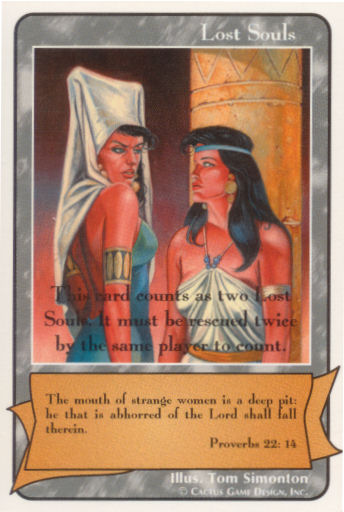 Lost Souls
This card counts as two Lost
Souls. It must be rescued twice
by the same player to count.
The mouth of strange women is a deep pit:
he that is abhorred of the Lord shall fall
therein.
Proverbs 22: 14
Illus. Tom Simonton
© Cactus Game Design, Inc.